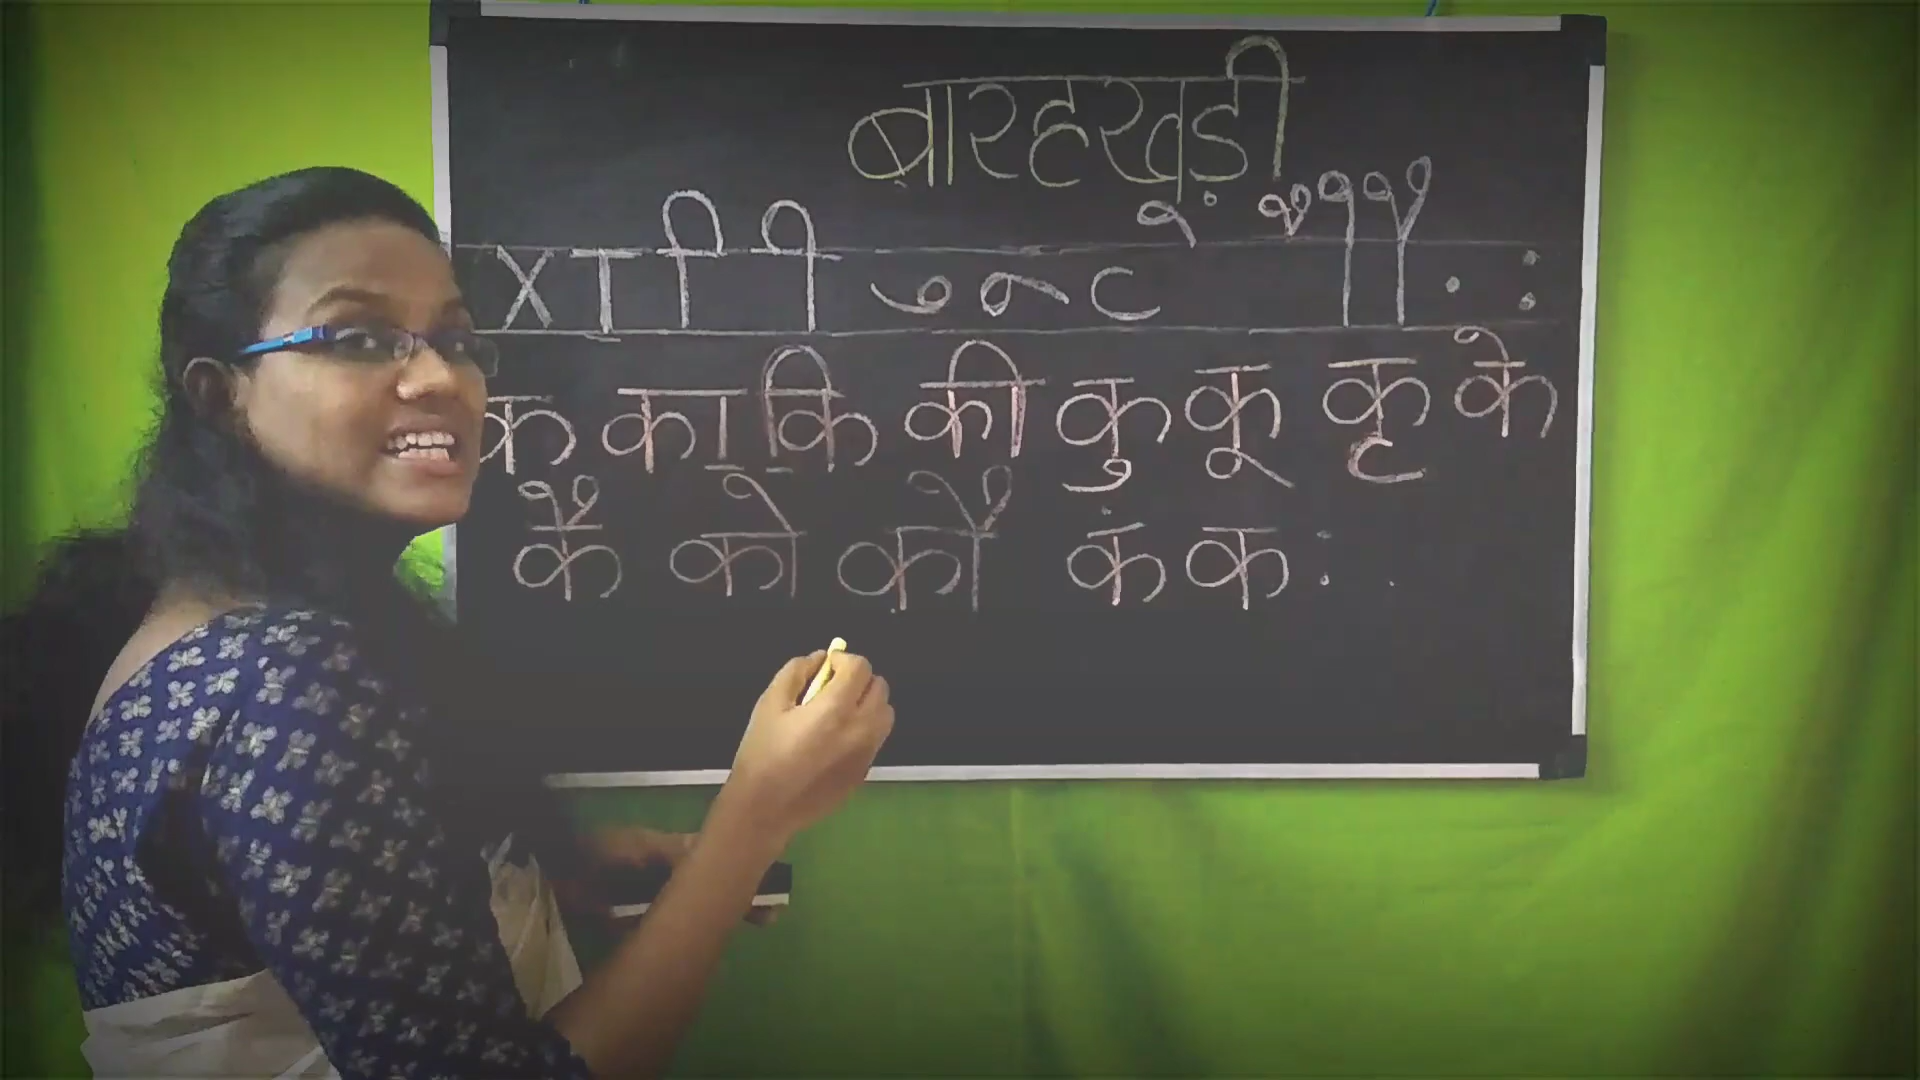 बारहखड़ी
X ा ि ी ु ू ृ े ै ो ौ ं ः
क का कि की कु कू कृ के
कै को कौ कं कः